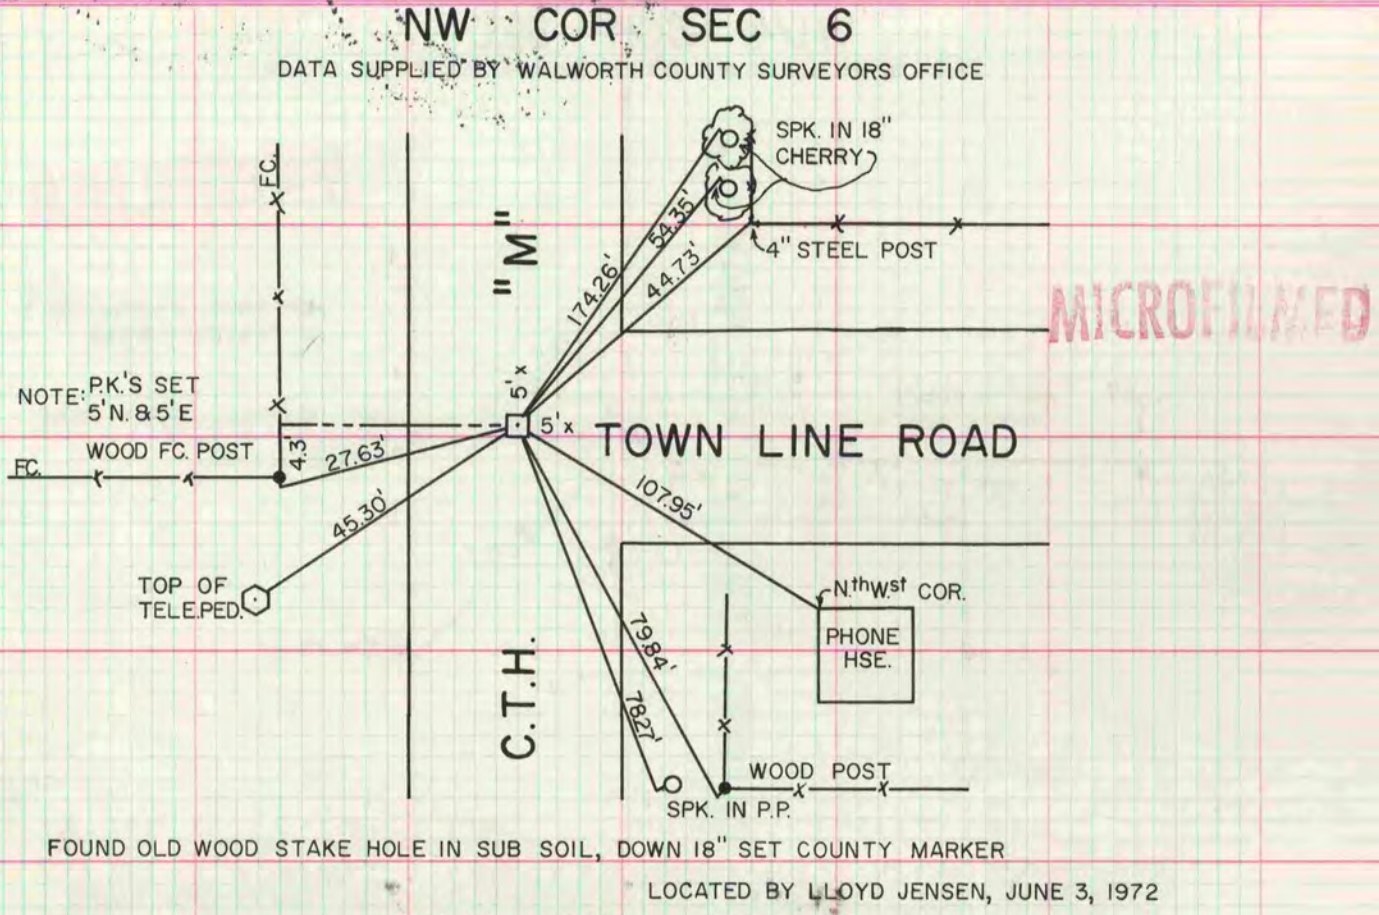 NW COR SEC 6
DATA SUPPLIED BY WALWORTH COUNTY SURVEYORS OFFICE
SPK. IN 18"
CHERRY
FC.
"M"
54.35'
174.26'
44.73'
4" STEEL POST
MICROFILMED
NOTE: P.K.'S SET
5' N. & 5' E
5' x
5' x
TOWN LINE ROAD
WOOD FC. POST
FC.
4.3'
27.63'
45.30'
107.95'
TOP OF
TELE.PED.
N.thW.st COR.
PHONE
HSE.
C.T.H.
79.84'
78.27'
WOOD POST
SPK. IN P.P.
FOUND OLD WOOD STAKE HOLE IN SUB SOIL, DOWN 18" SET COUNTY MARKER
LOCATED BY LLOYD JENSEN, JUNE 3, 1972